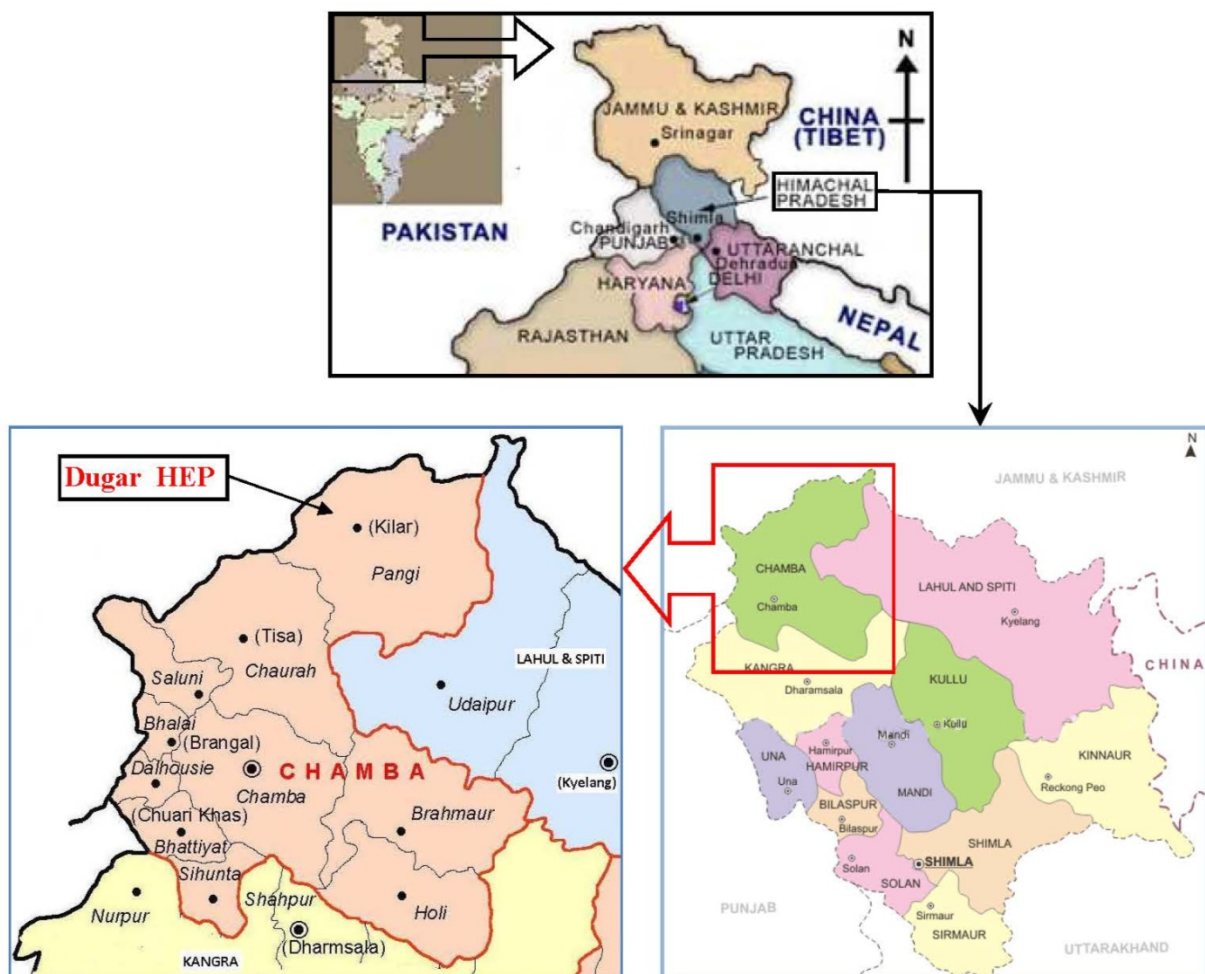 N
JAMMU & KASHMIR
Srinagar
CHINA
(TIBET)
HIMACHAL
PRADESH
PAKISTAN
Shimla
Chandigarh
PUNJAB
UTTARANCHAL
Dehradun
DELHI
HARYANA
RAJASTHAN
UTTAR
PRADESH
NEPAL
Dugar HEP
(Kilar)
Pangi
(Tisa)
Chaurah
LAHUL & SPITI
Saluni
Udaipur
Bhalai
(Brangal)
Dalhousie
CHAMBA
Chamba
(Kyelang)
(Chuari Khas)
Bhattiyat
Brahmaur
Sihunta
Shahpur
Nurpur
Holi
(Dharmsala)
KANGRA
N
JAMMU & KASHMIR
CHAMBA
Chamba
LAHUL AND SPITI
Kyelang
CHINA
KANGRA
Dharamsala
KULLU
Kullu
Mandi
MANDI
Hamirpur
HAMIRPUR
UNA
Una
KINNAUR
Reckong Peo
BILASPUR
Bilaspur
SHIMLA
SHIMLA
Solan
SOLAN
Sirmaur
SIRMAUR
PUNJAB
UTTARAKHAND